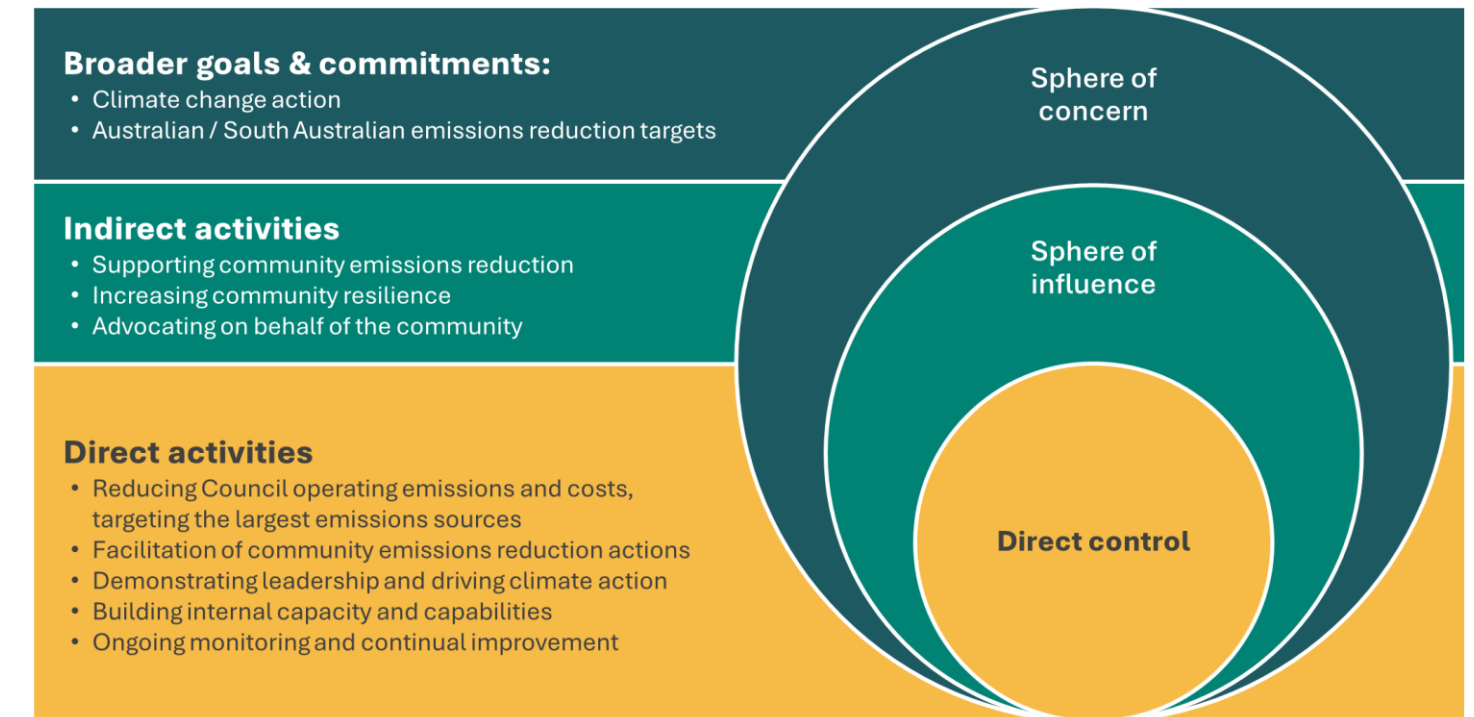 Broader goals & commitments:
• Climate change action
• Australian / South Australian emissions reduction targets
Sphere of
concern
Indirect activities
• Supporting community emissions reduction
• Increasing community resilience
• Advocating on behalf of the community
Sphere of
influence
Direct activities
• Reducing Council operating emissions and costs,
targeting the largest emissions sources
• Facilitation of community emissions reduction actions
• Demonstrating leadership and driving climate action
• Building internal capacity and capabilities
• Ongoing monitoring and continual improvement
Direct control